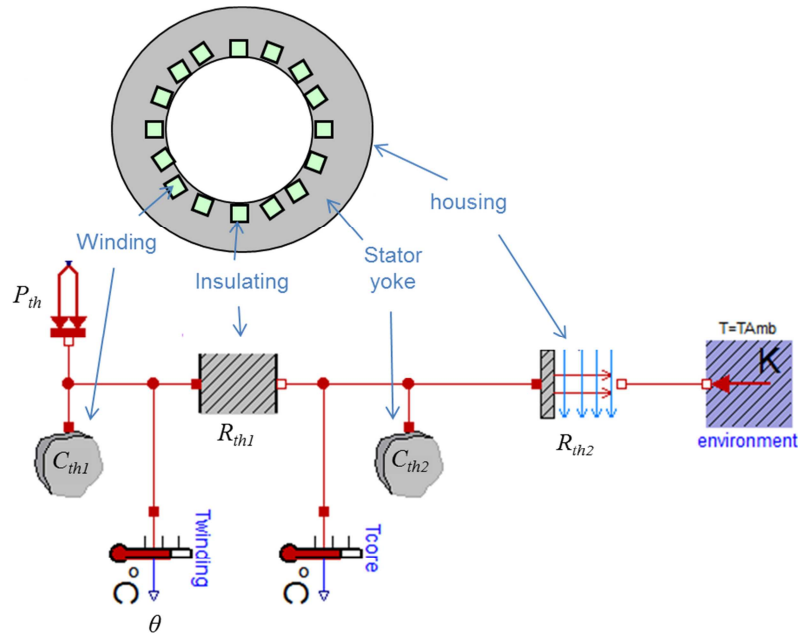 housing
Winding
Stator
yoke
Insulating
P_th
T=TAmb
K
R_th1
R_th2
environment
C_th1
C_th2
Twinding
Tcore
°C
°C
θ